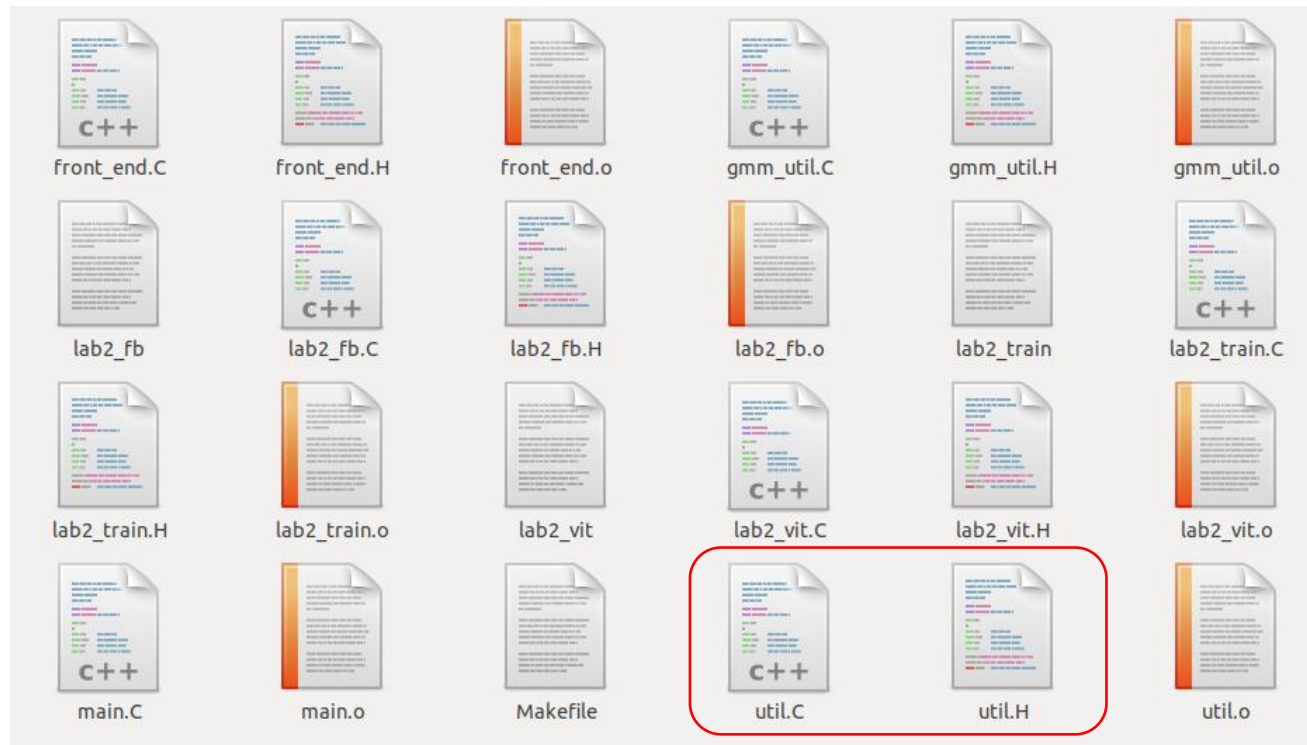 c++
c++
front_end.C front_end.H front_end.o gmm_util.C gmm_util.H gmm_util.o
c++
c++
lab2_fb lab2_fb.C lab2_fb.H lab2_fb.o lab2_train lab2_train.C
c++
lab2_train.H lab2_train.o lab2_vit lab2_vit.C lab2_vit.H lab2_vit.o
c++
c++
main.C main.o Makefile util.C util.H util.o